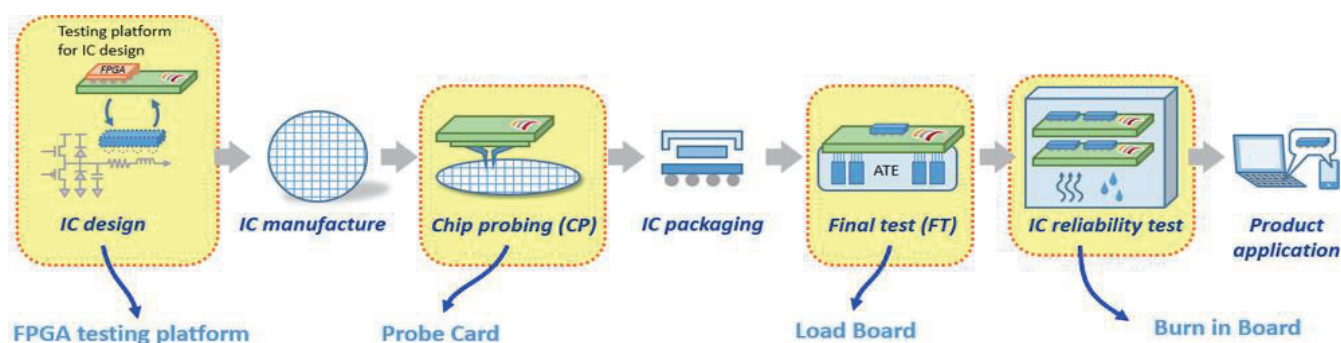 Testing platform
for IC design
FPGA
ATE
IC design
IC manufacture
Chip probing (CP)
IC packaging
Final test (FT)
IC reliability test
Product
application
FPGA testing platform
Probe Card
Load Board
Burn in Board